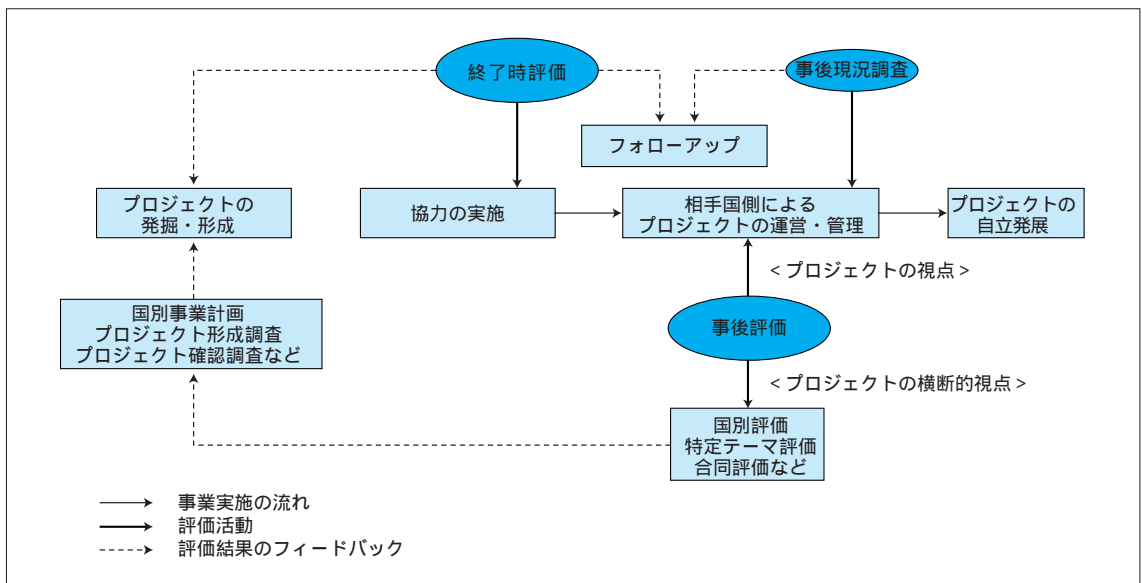 終了時評価
事後現況調査
フォローアップ
プロジェクトの
発掘・形成
協力の実施
相手国側による
プロジェクトの運営・管理
プロジェクトの
自立発展
＜プロジェクトの視点＞
国別事業計画
プロジェクト形成調査
プロジェクト確認調査など
事後評価
＜プロジェクトの横断的視点＞
国別評価
特定テーマ評価
合同評価など
事業実施の流れ
評価活動
評価結果のフィードバック